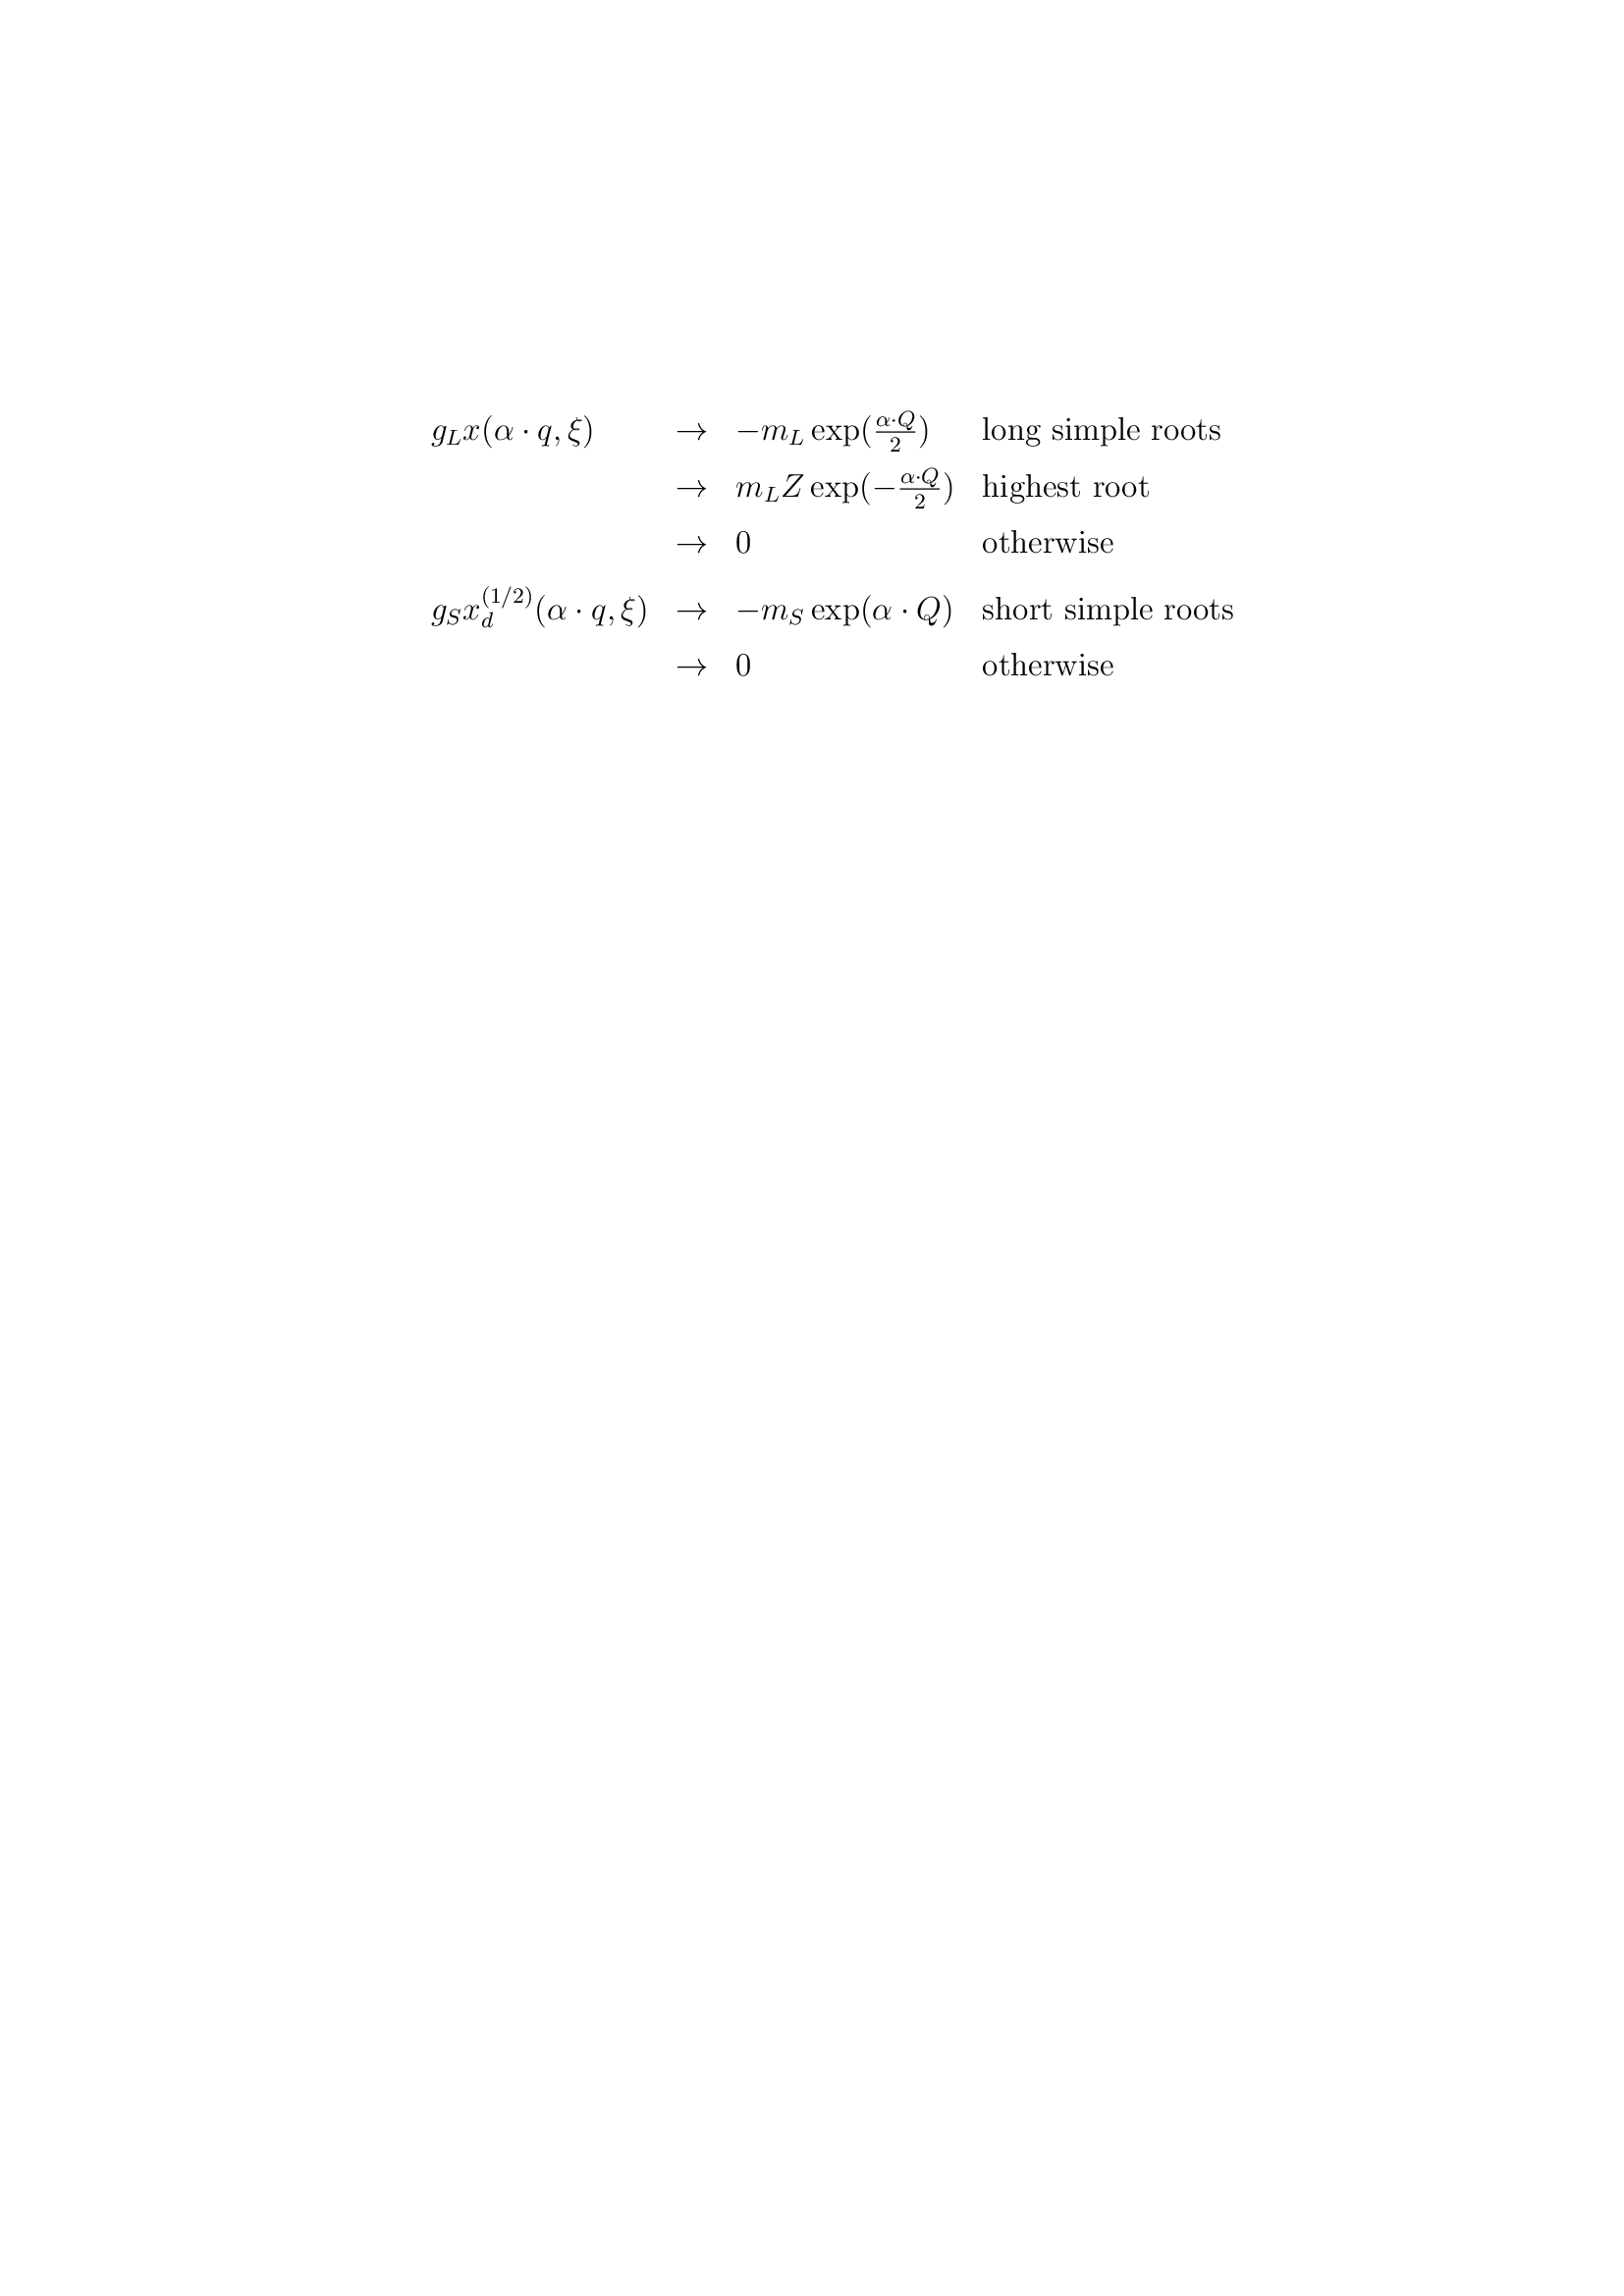 $g_L x(\alpha \cdot q, \xi) \rightarrow -m_L \exp(\frac{\alpha \cdot Q}{2})$ long simple roots
$\rightarrow m_L Z \exp(-\frac{\alpha \cdot Q}{2})$ highest root
$\rightarrow 0$ otherwise
$g_S x_d^{(1/2)}(\alpha \cdot q, \xi) \rightarrow -m_S \exp(\alpha \cdot Q)$ short simple roots
$\rightarrow 0$ otherwise